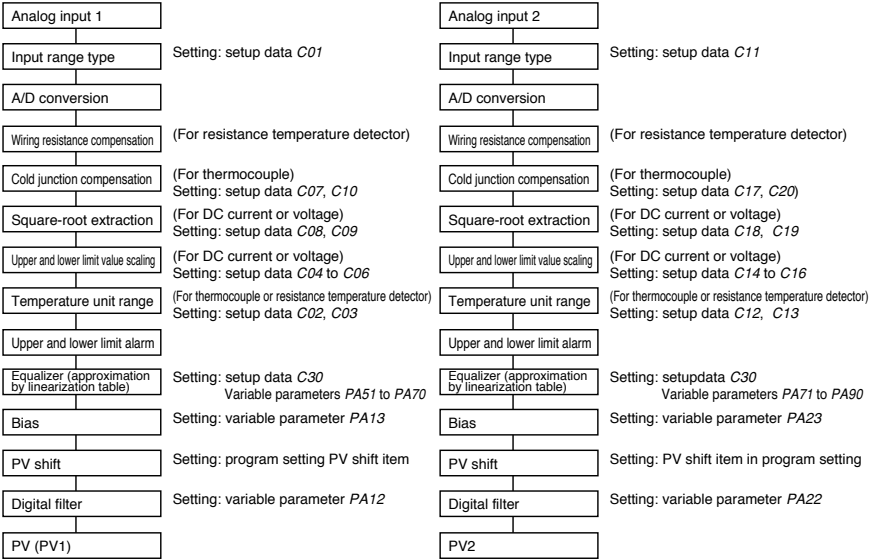 Analog input 1
Input range type
Setting: setup data C01
A/D conversion
Wiring resistance compensation
(For resistance temperature detector)
Cold junction compensation
(For thermocouple)
Setting: setup data C07, C10
Square-root extraction
(For DC current or voltage)
Setting: setup data C08, C09
Upper and lower limit value scaling
(For DC current or voltage)
Setting: setup data C04 to C06
Temperature unit range
(For thermocouple or resistance temperature detector)
Setting: setup data C02, C03
Upper and lower limit alarm
Equalizer (approximation
by linearization table)
Setting: setup data C30
Variable parameters PA51 to PA70
Bias
Setting: variable parameter PA13
PV shift
Setting: program setting PV shift item
Digital filter
Setting: variable parameter PA12
PV (PV1)
Analog input 2
Input range type
Setting: setup data C11
A/D conversion
Wiring resistance compensation
(For resistance temperature detector)
Cold junction compensation
(For thermocouple)
Setting: setup data C17, C20)
Square-root extraction
(For DC current or voltage)
Setting: setup data C18, C19
Upper and lower limit value scaling
(For DC current or voltage)
Setting: setup data C14 to C16
Temperature unit range
(For thermocouple or resistance temperature detector)
Setting: setup data C12, C13
Upper and lower limit alarm
Equalizer (approximation
by linearization table)
Setting: setupdata C30
Variable parameters PA71 to PA90
Bias
Setting: variable parameter PA23
PV shift
Setting: PV shift item in program setting
Digital filter
Setting: variable parameter PA22
PV2